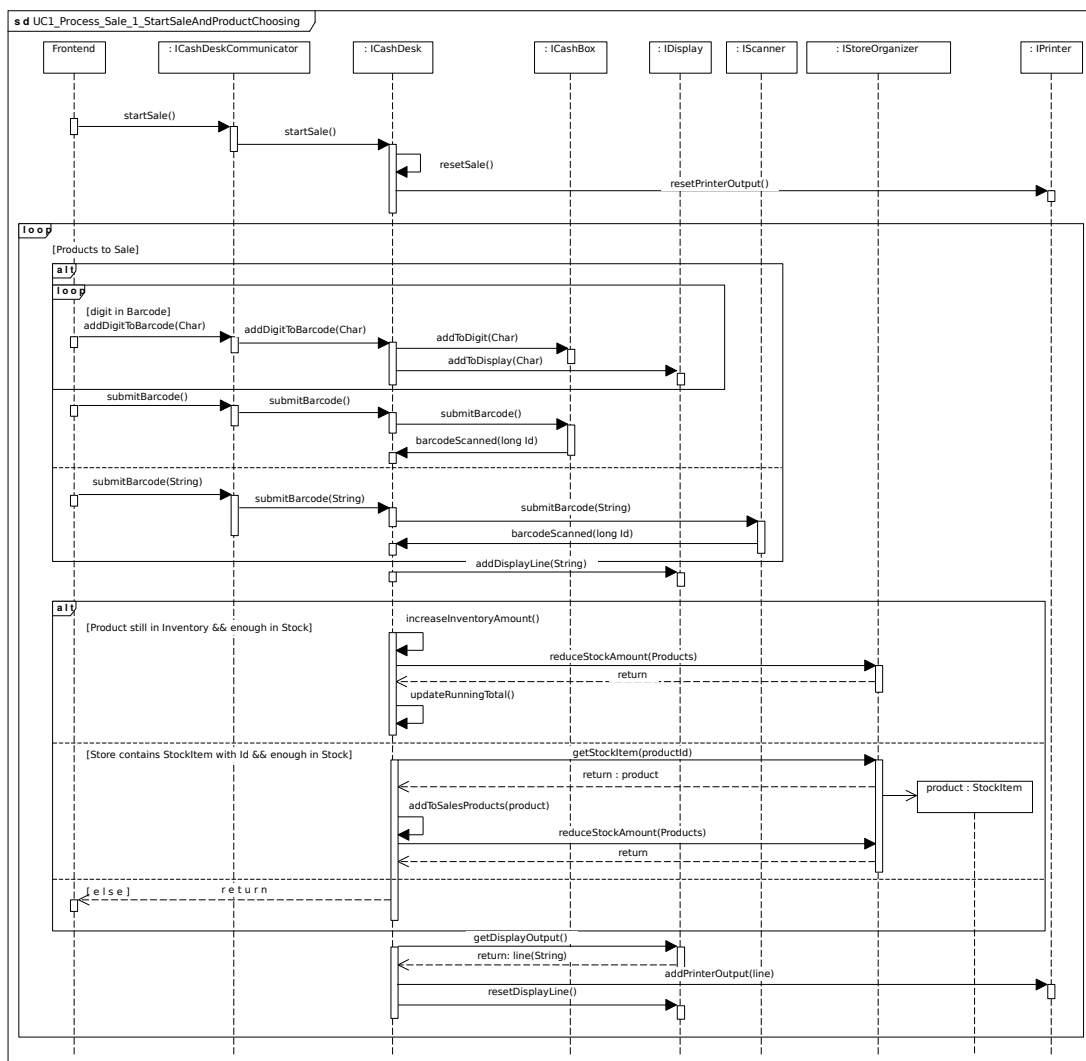 sd UC1_Process_Sale_1_StartSaleAndProductChoosing
Frontend
: ICashDeskCommunicator
: ICashDesk
: ICashBox
: IDisplay
: IScanner
: IStoreOrganizer
: IPrinter
startSale()
startSale()
resetSale()
resetPrinterOutput()
loop
[Products to Sale]
alt
loop
[digit in Barcode]
addDigitToBarcode(Char)
addDigitToBarcode(Char)
addToDigit(Char)
addToDisplay(Char)
submitBarcode()
submitBarcode()
submitBarcode()
barcodeScanned(long Id)
submitBarcode(String)
submitBarcode(String)
submitBarcode(String)
barcodeScanned(long Id)
addDisplayLine(String)
alt
[Product still in Inventory && enough in Stock]
increaseInventoryAmount()
reduceStockAmount(Products)
return
updateRunningTotal()
[Store contains StockItem with Id && enough in Stock]
getStockItem(productId)
return : product
product : StockItem
addToSalesProducts(product)
reduceStockAmount(Products)
return
[else]
return
getDisplayOutput()
return: line(String)
addPrinterOutput(line)
resetDisplayLine()